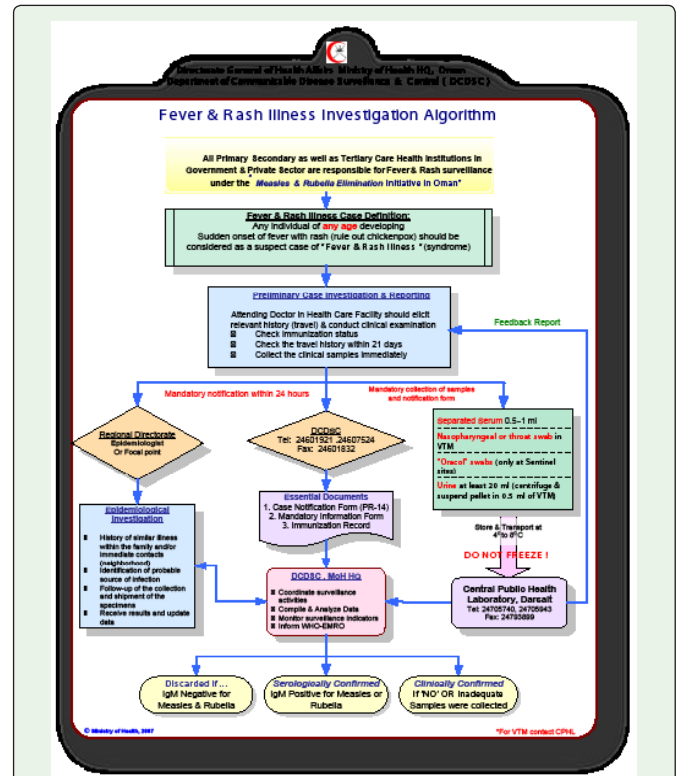 Directorate General of Health Affairs Ministry of Health HQ, Oman
Department of Communicable Disease Surveillance & Control ( DCDSC )
Fever & Rash Illness Investigation Algorithm
All Primary Secondary as well as Tertiary Care Health Institutions in
Government & Private Sector are responsible for Fever & Rash surveillance
under the Measles & Rubella Elimination Initiative in Oman"
Fever & Rash Illness Case Definition:
Any individual of any age developing
Sudden onset of fever with rash (rule out chickenpox) should be
considered as a suspect case of "Fever & Rash Illness" (syndrome)
Preliminary Case Investigation & Reporting
Attending Doctor in Health Care Facility should elicit
relevant history (travel) & conduct clinical examination
Check immunization status
Check the travel history within 21 days
Collect the clinical samples immediately
Feedback Report
Mandatory notification within 24 hours
Mandatory collection of samples
and notification form
Regional Directorate
Epidemiologist
Or Focal point
DCDSC
Tel: 24601921 ,24607524
Fax: 24601832
Separated Serum 0.5-1 ml
Nasopharyngeal or throat swab in
VTM
"Oracol" swabs (only at Sentinel
sites)
Urine at least 20 ml (centrifuge &
suspend pellet in 0.5 ml of VTM)
Epidemiological
Investigation
History of similar illness
within the family and/or
immediate contacts
(neighborhood)
Identification of probable
source of infection
Follow-up of the collection
and shipment of the
specimens
Receive results and update
data
Essential Documents
1. Case Notification Form (PR-14)
2. Mandatory Information Form
3. Immunization Record
Store & Transport at
4° to 8°C
DO NOT FREEZE !
DCDSC , MoH HQ
Coordinate surveillance
activities
Compile & Analyze Data
Monitor surveillance indicators
Inform WHO-EMRO
Central Public Health
Laboratory, Darsait
Tel: 24705740, 24705943
Fax: 24793699
Discarded if...
IgM Negative for
Measles & Rubella
Serologically Confirmed
IgM Positive for Measles or
Rubella
Clinically Confirmed
If 'NO' OR Inadequate
Samples were collected
© Ministry of Health, 2007
*For VTM contact CPHL